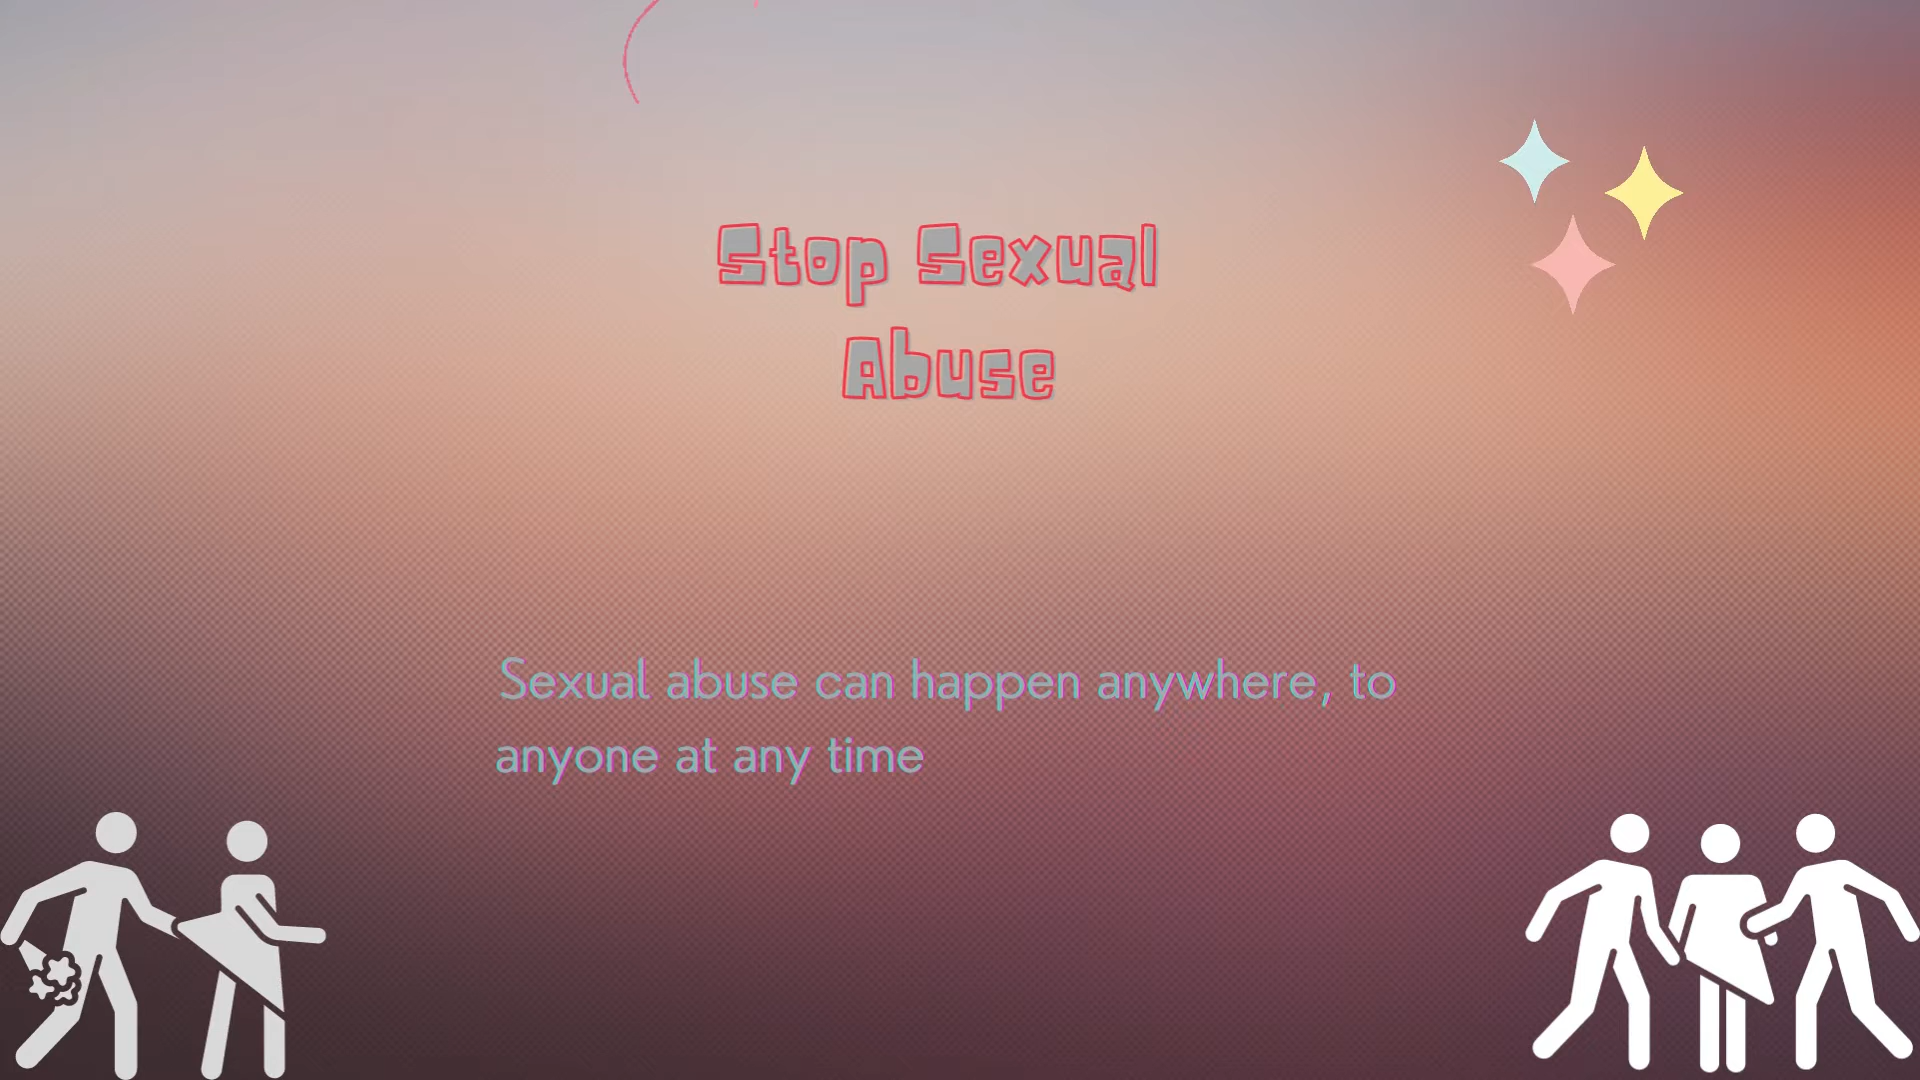 Stop Sexual
Abuse
Sexual abuse can happen anywhere, to
anyone at any time